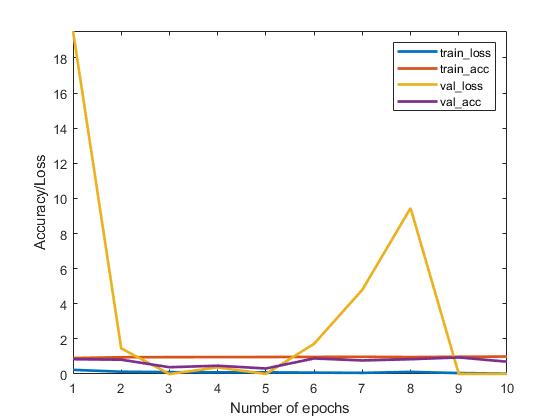 18
16
14
12
10
8
6
4
2
0
Accuracy/Loss
train_loss
train_acc
val_loss
val_acc
1 2 3 4 5 6 7 8 9 10
Number of epochs